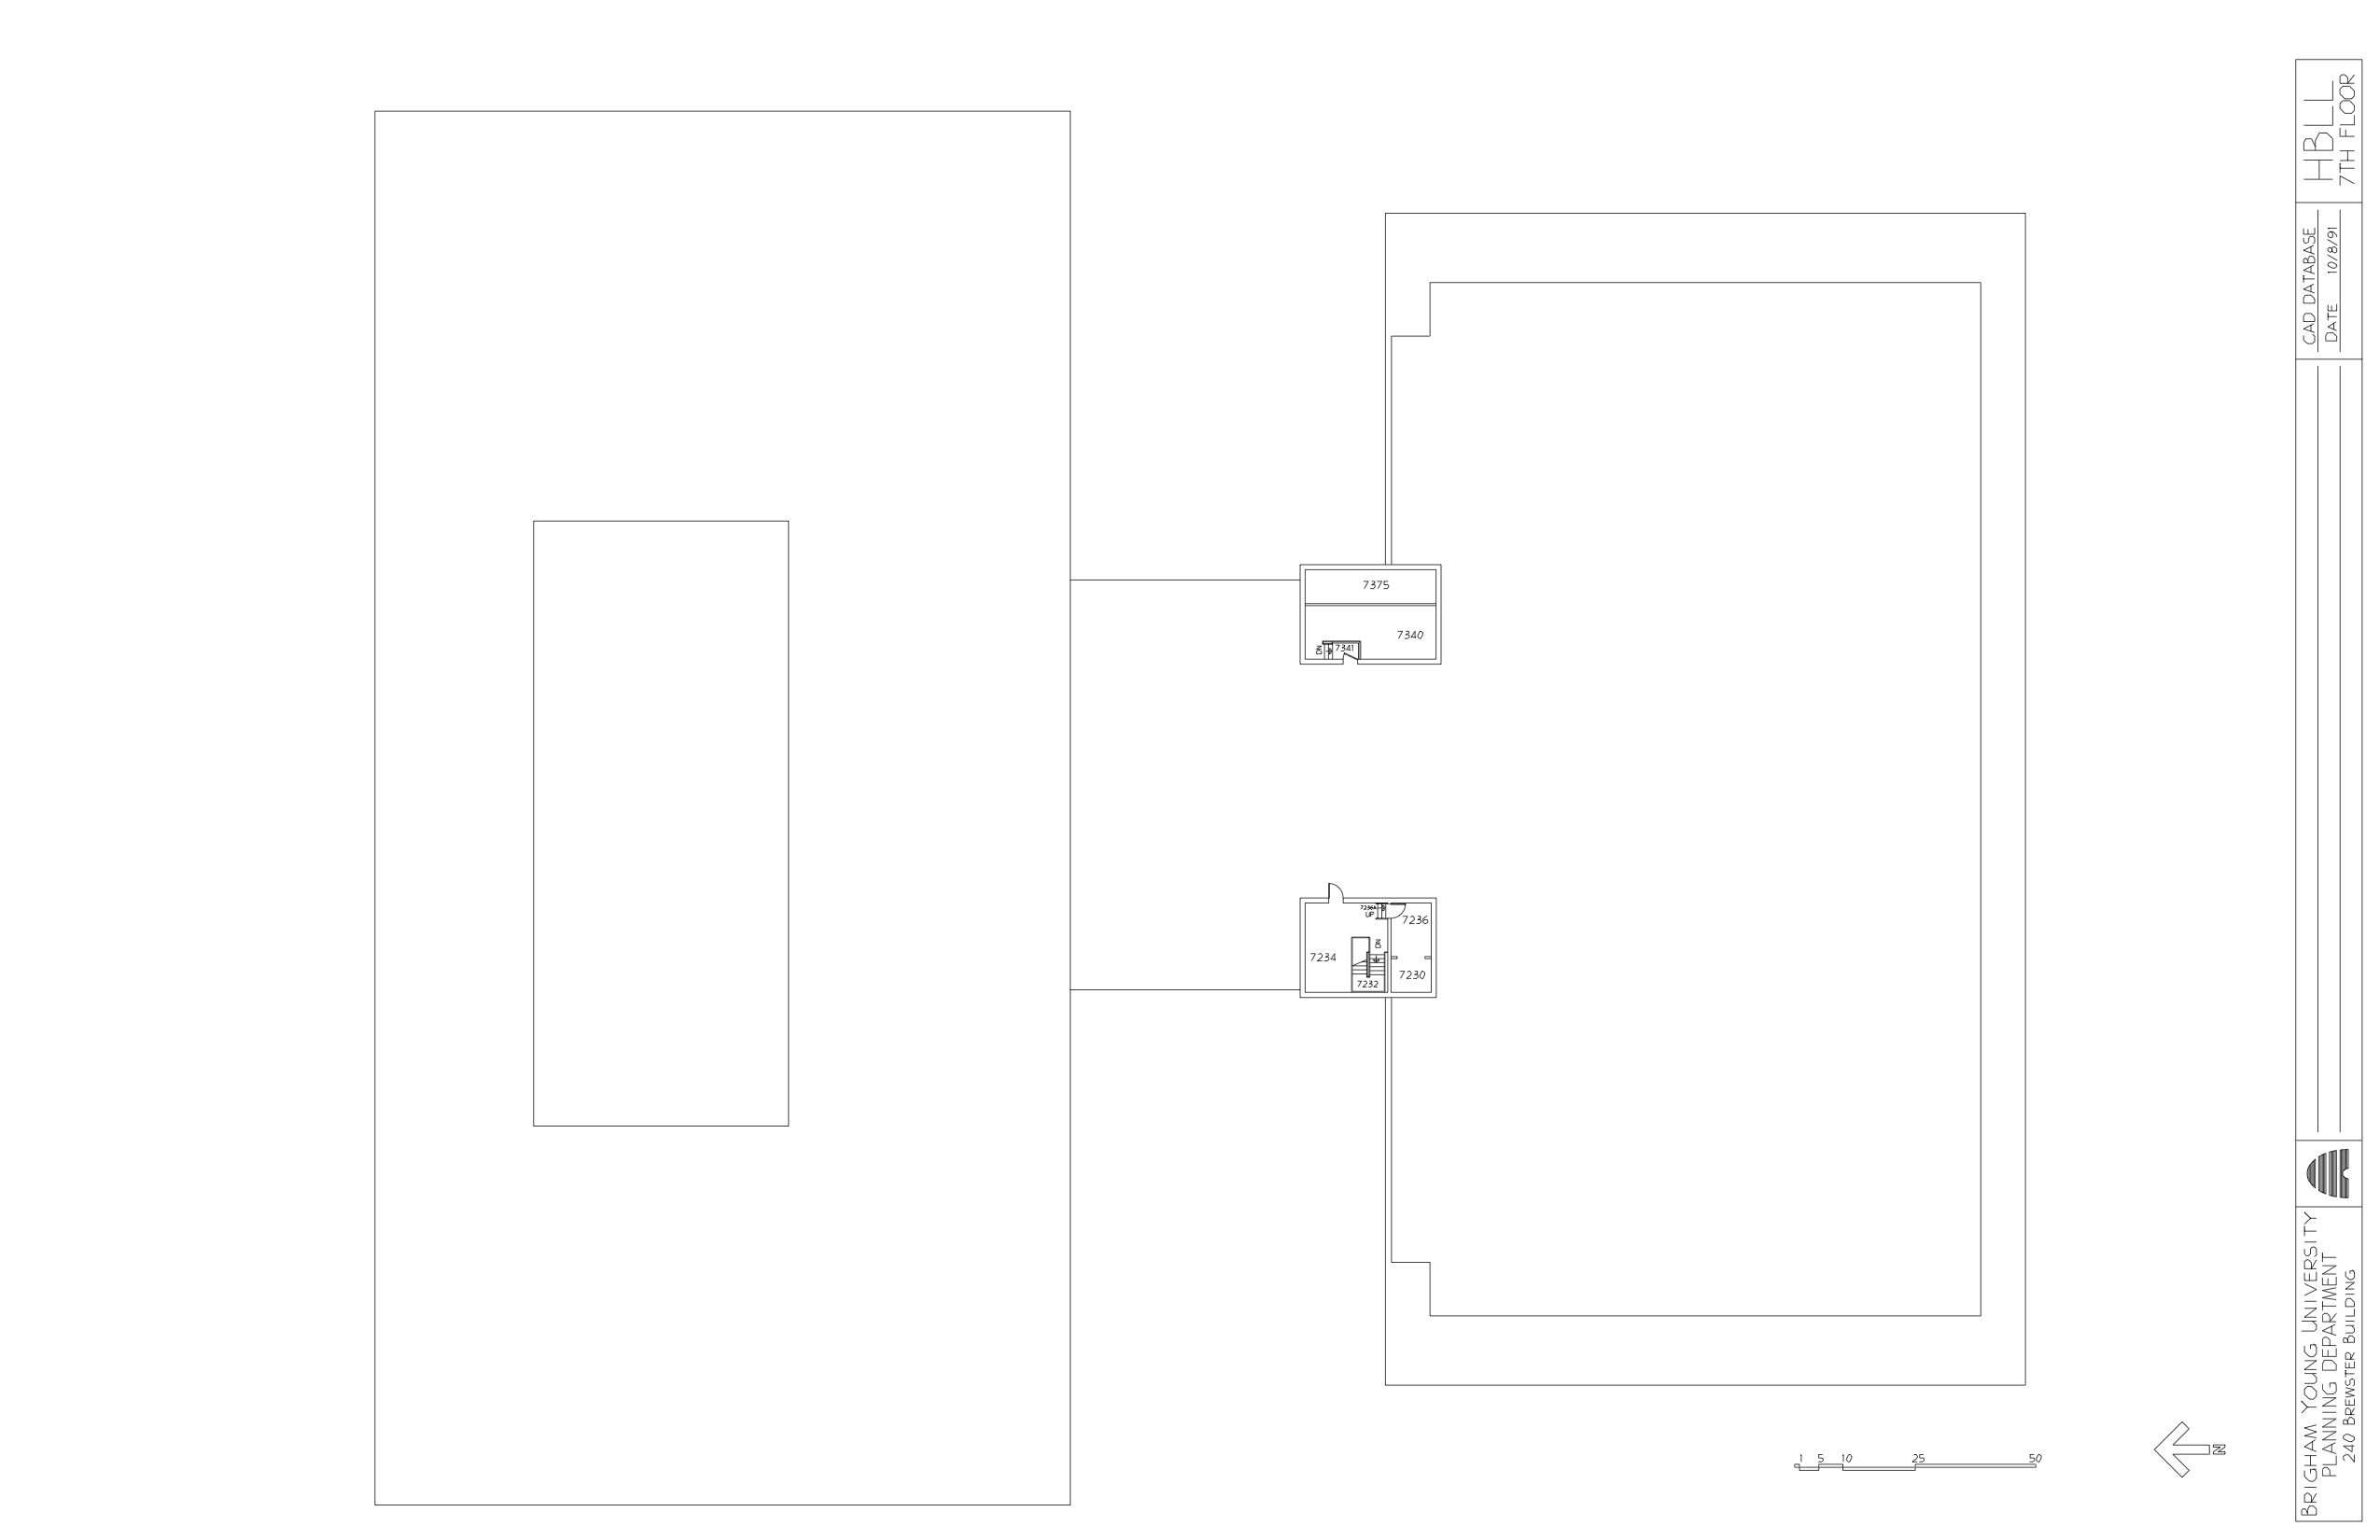 HBLL
7TH FLOOR
CAD DATABASE
DATE 10/8/91
7375
7340
DN
7341
7236A
UP
7236
DN
7234
7230
7232
1 5 10 25 50
N
BRIGHAM YOUNG UNIVERSITY
PLANNING DEPARTMENT
240 BREWSTER BUILDING